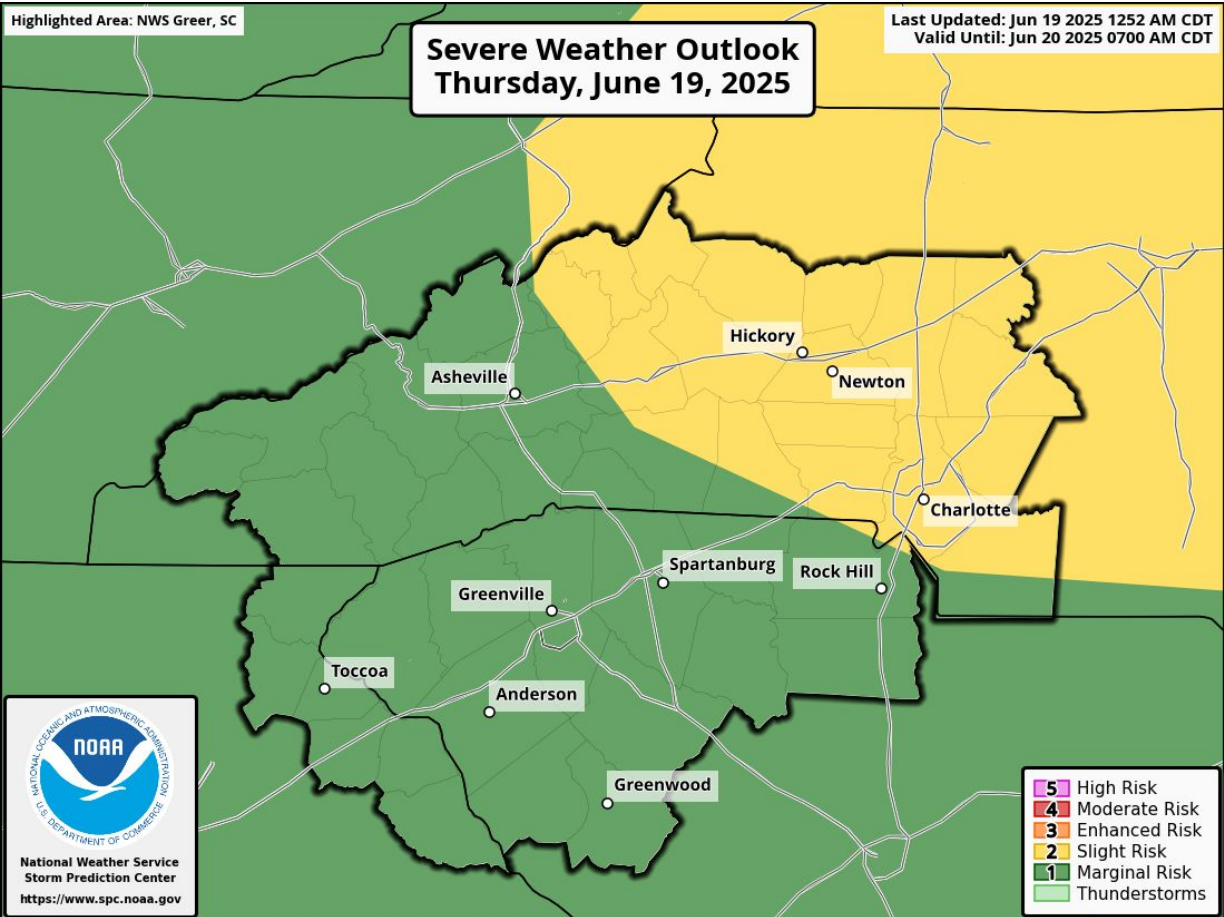 Highlighted Area: NWS Greer, SC
Severe Weather Outlook
Thursday, June 19, 2025
Last Updated: Jun 19 2025 1252 AM CDT
Valid Until: Jun 20 2025 0700 AM CDT
Hickory
Newton
Asheville
Charlotte
Spartanburg
Rock Hill
Greenville
Toccoa
Anderson
Greenwood
NATIONAL OCEANIC AND ATMOSPHERIC ADMINISTRATION
NOAA
U.S. DEPARTMENT OF COMMERCE
National Weather Service
Storm Prediction Center
https://www.spc.noaa.gov
5 High Risk
4 Moderate Risk
3 Enhanced Risk
2 Slight Risk
1 Marginal Risk
Thunderstorms